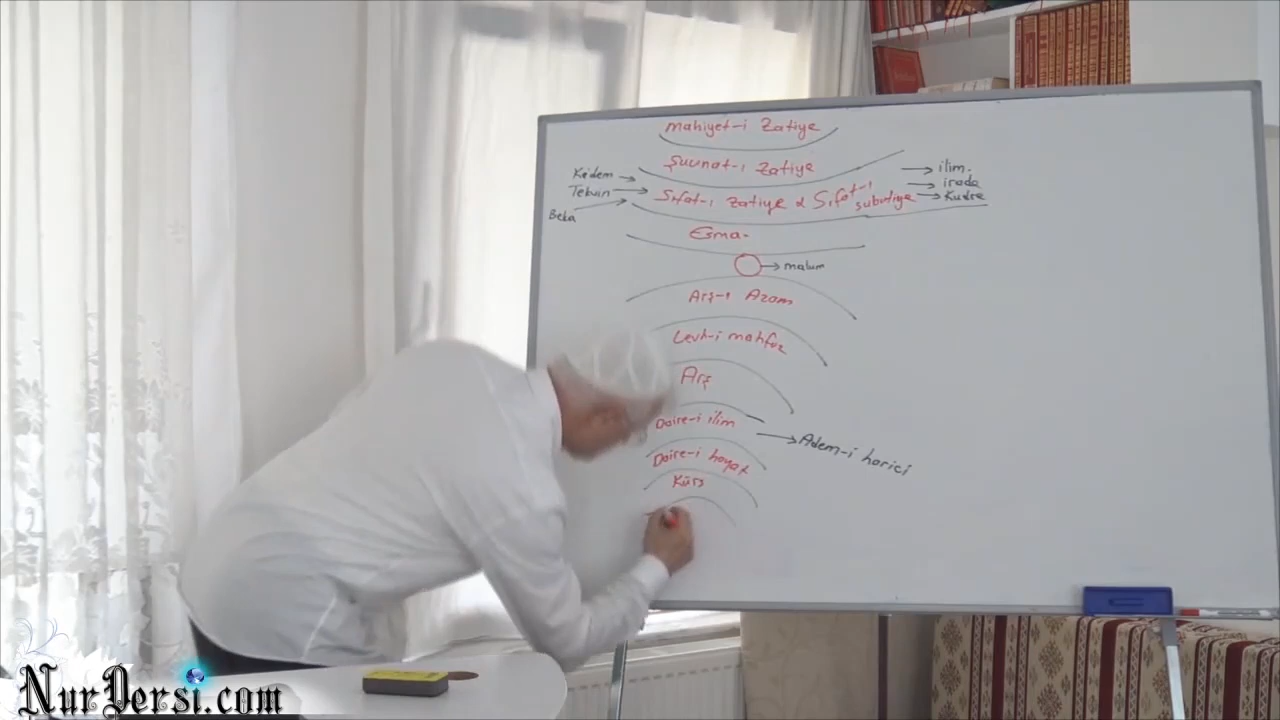 mahiyet-i Zatiye
Şuunat-ı Zatiye
Kıdem
Tekvin
Beka
Sıfat-ı Zatiye & Sıfat-ı subutiye
ilim.
irade
Kudre
Esma-
malum
Arş-ı Azam
Levh-i mahfuz
Arş
Daire-i ilim
Adem-i harici
Daire-i hayat
Kürs
NurDersi.com